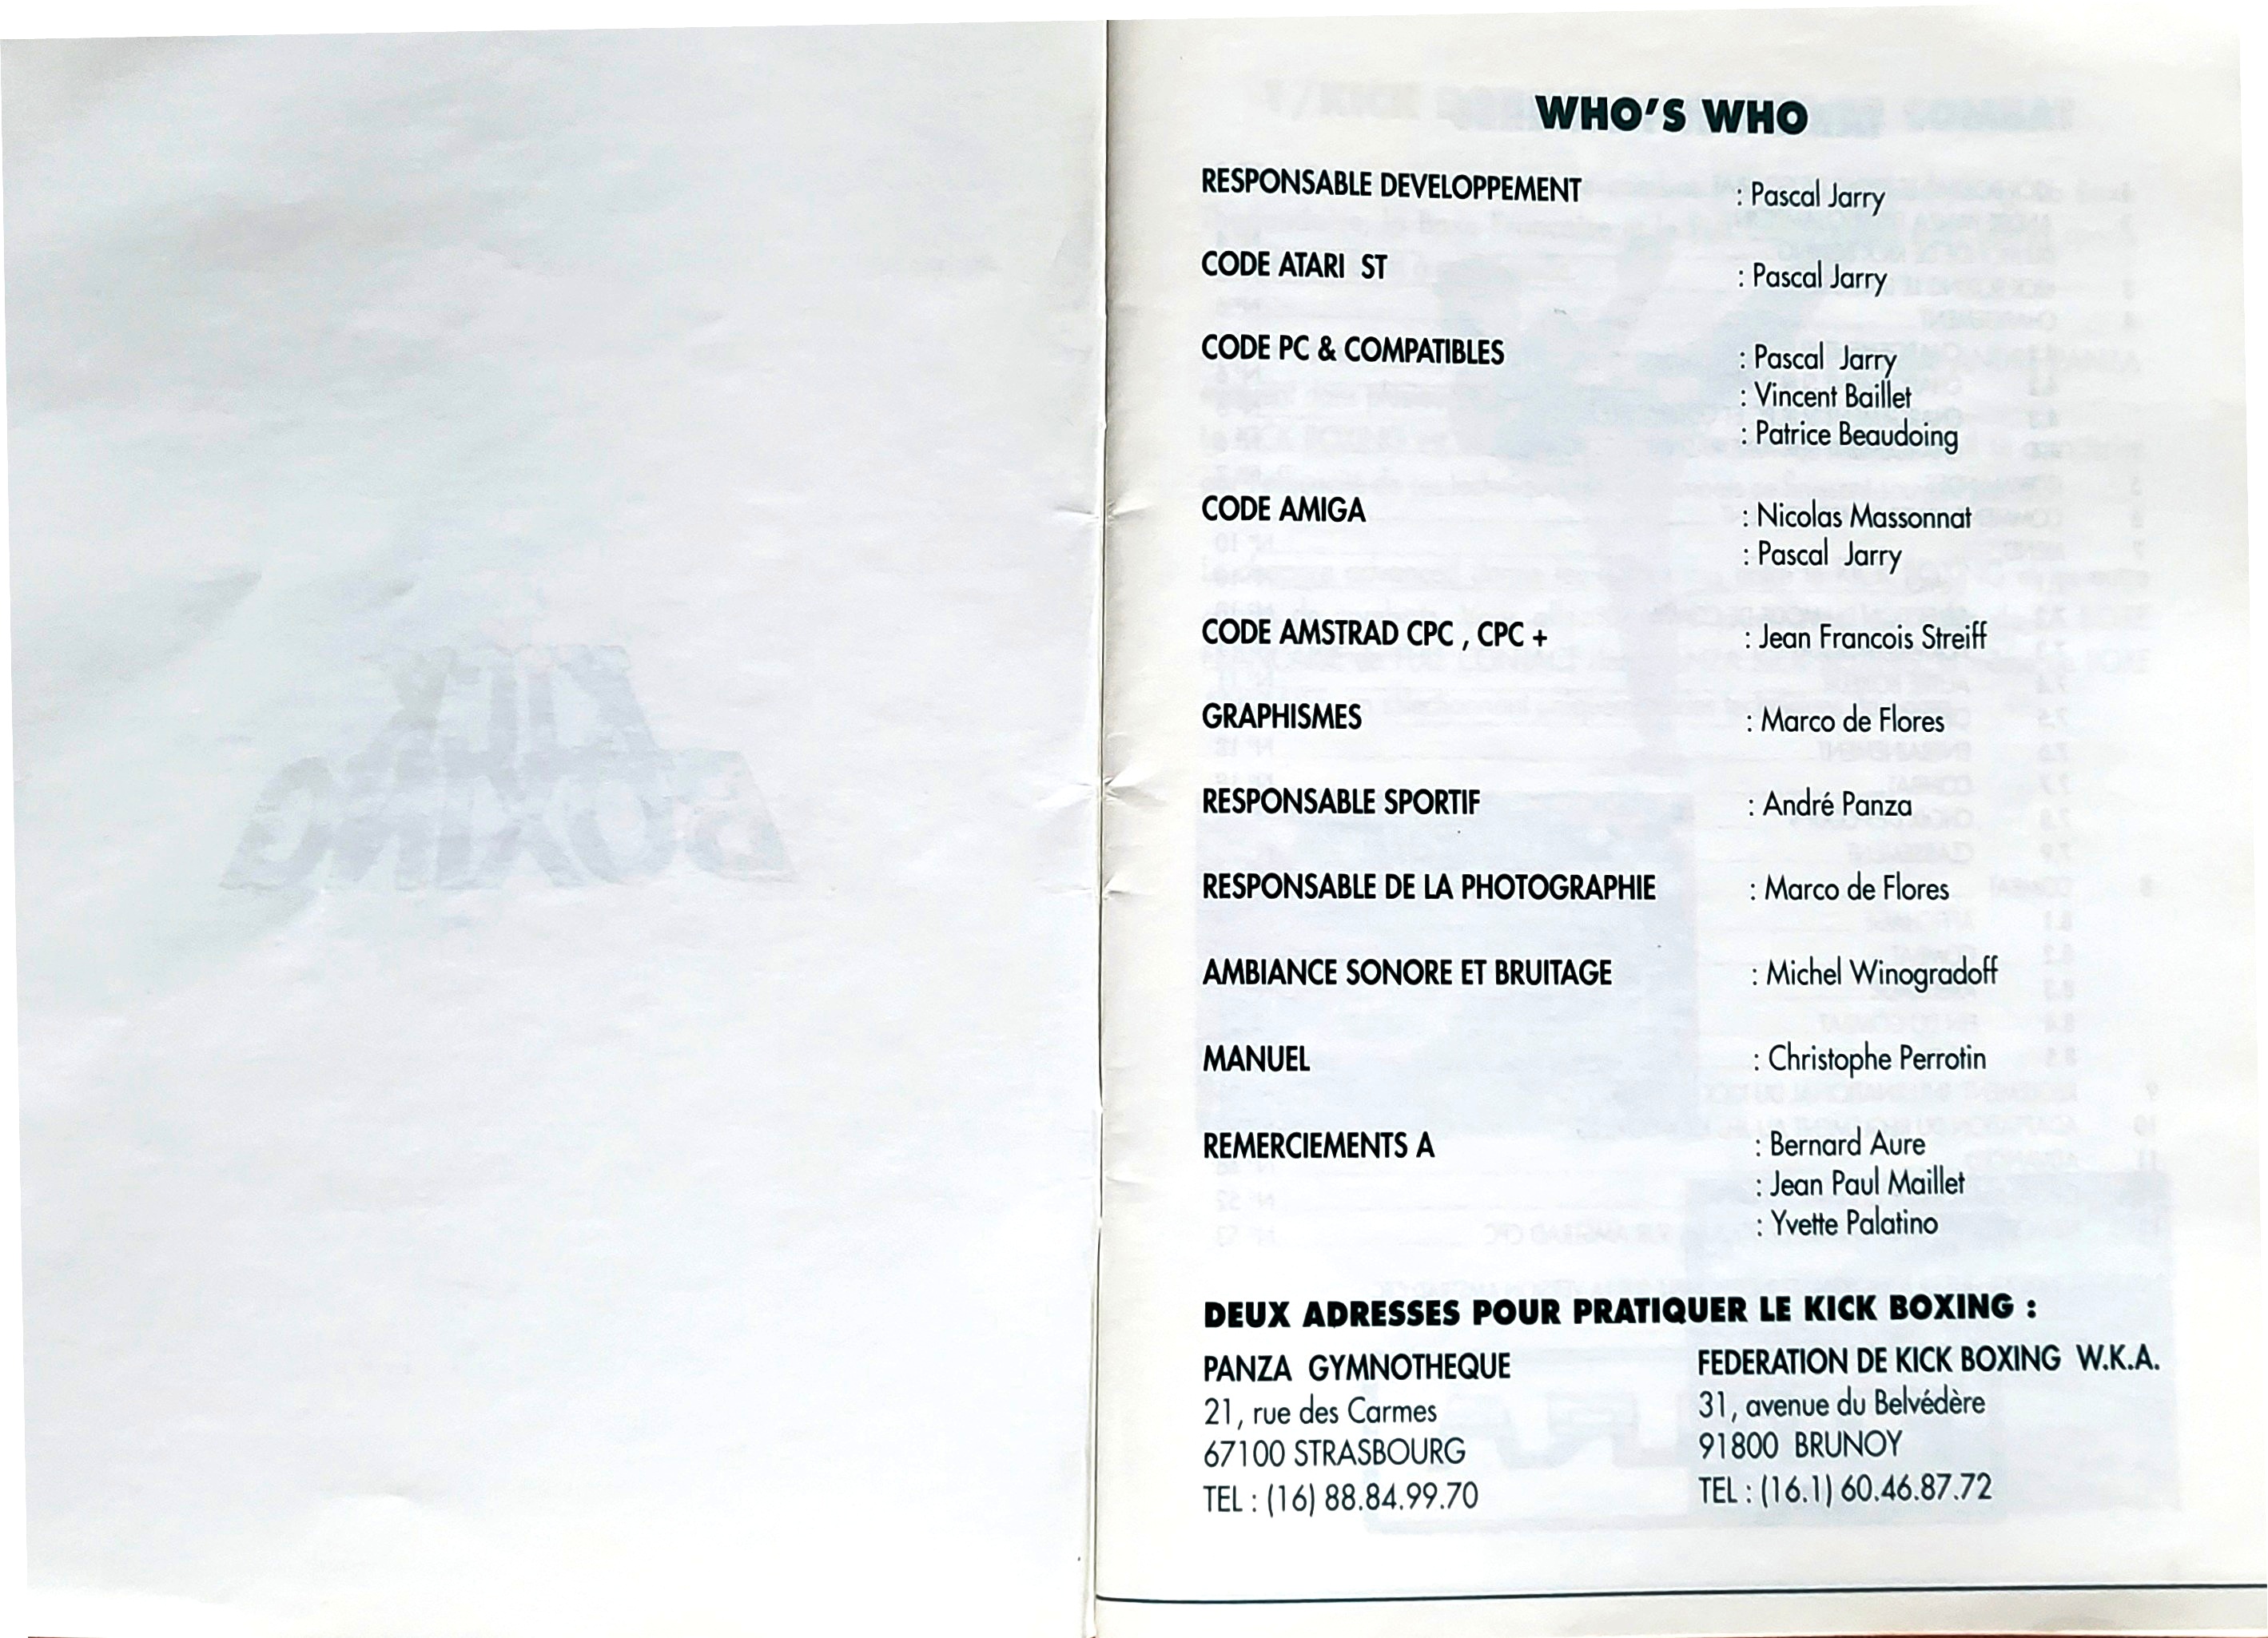 WHO'S WHO
RESPONSABLE DEVELOPPEMENT : Pascal Jarry
CODE ATARI ST : Pascal Jarry
CODE PC & COMPATIBLES : Pascal Jarry
: Vincent Baillet
: Patrice Beaudoing
CODE AMIGA : Nicolas Massonnat
: Pascal Jarry
CODE AMSTRAD CPC , CPC + : Jean Francois Streiff
GRAPHISMES : Marco de Flores
RESPONSABLE SPORTIF : André Panza
RESPONSABLE DE LA PHOTOGRAPHIE : Marco de Flores
AMBIANCE SONORE ET BRUITAGE : Michel Winogradoff
MANUEL : Christophe Perrotin
REMERCIEMENTS A : Bernard Aure
: Jean Paul Maillet
: Yvette Palatino
DEUX ADRESSES POUR PRATIQUER LE KICK BOXING :
PANZA GYMNOTHEQUE
21, rue des Carmes
67100 STRASBOURG
TEL : (16) 88.84.99.70
FEDERATION DE KICK BOXING W.K.A.
31, avenue du Belvédère
91800 BRUNOY
TEL : (16.1) 60.46.87.72
KICK
BOXING